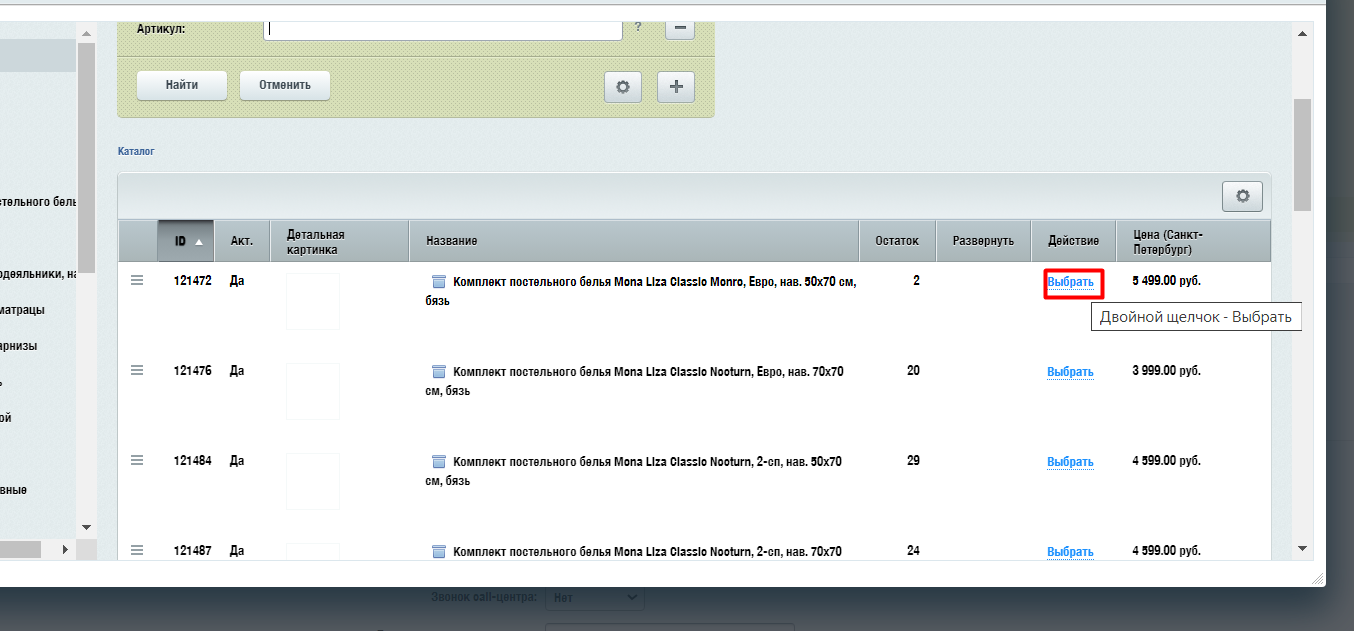 Артикул:
?
Найти
Отменить
Каталог
ID
Акт.
Детальная
картинка
Название
Остаток
Развернуть
Действие
Цена (Санкт-
Петербург)
121472 Да Комплект постельного белья Mona Liza Classic Monro, Евро, нав. 50х70 см, 2 Выбрать 5 499.00 руб.
бязь
Двойной щелчок - Выбрать
121476 Да Комплект постельного белья Mona Liza Classic Nocturn, Евро, нав. 70х70 20 Выбрать 3 999.00 руб.
см, бязь
121484 Да Комплект постельного белья Mona Liza Classic Nocturn, 2-сп, нав. 50х70 29 Выбрать 4 599.00 руб.
см, бязь
121487 Да Комплект постельного белья Mona Liza Classic Nocturn, 2-сп, нав. 70х70 24 Выбрать 4 599.00 руб.
стельного бель
одеяльники, на
матрацы
арнизы
ь
ой
вные
Звонок call-центра: Нет